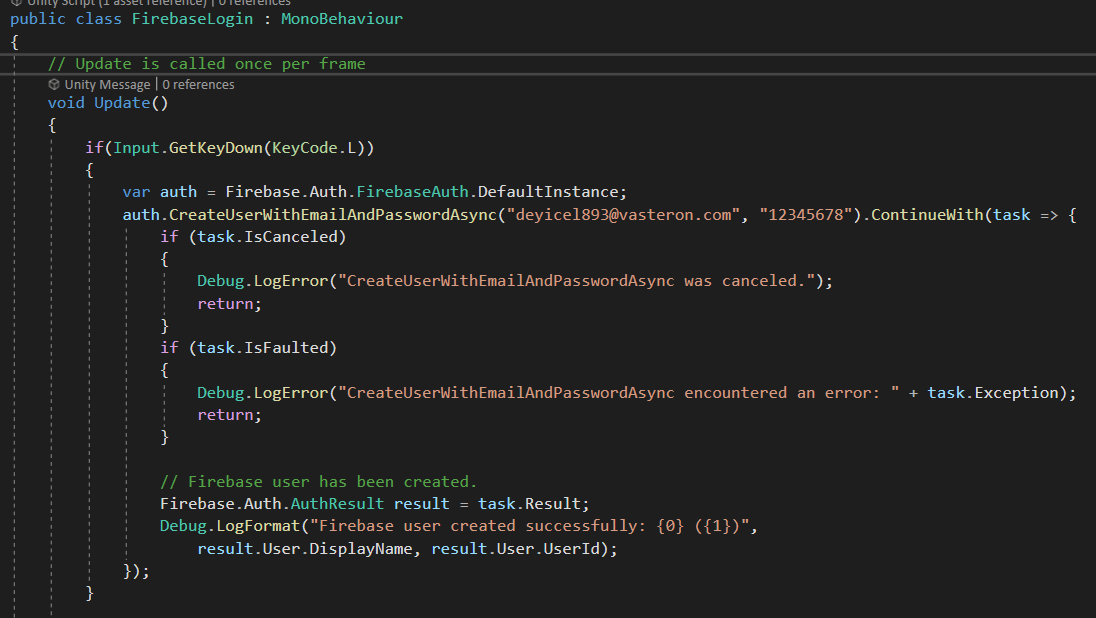 Unity Script (1 asset reference) | 0 references
public class FirebaseLogin : MonoBehaviour
{
// Update is called once per frame
Unity Message | 0 references
void Update()
{
if(Input.GetKeyDown(KeyCode.L))
{
var auth = Firebase.Auth.FirebaseAuth.DefaultInstance;
auth.CreateUserWithEmailAndPasswordAsync("deyicel893@vasteron.com", "12345678").ContinueWith(task => {
if (task.IsCanceled)
{
Debug.LogError("CreateUserWithEmailAndPasswordAsync was canceled.");
return;
}
if (task.IsFaulted)
{
Debug.LogError("CreateUserWithEmailAndPasswordAsync encountered an error: " + task.Exception);
return;
}
// Firebase user has been created.
Firebase.Auth.AuthResult result = task.Result;
Debug.LogFormat("Firebase user created successfully: {0} ({1})",
result.User.DisplayName, result.User.UserId);
});
}